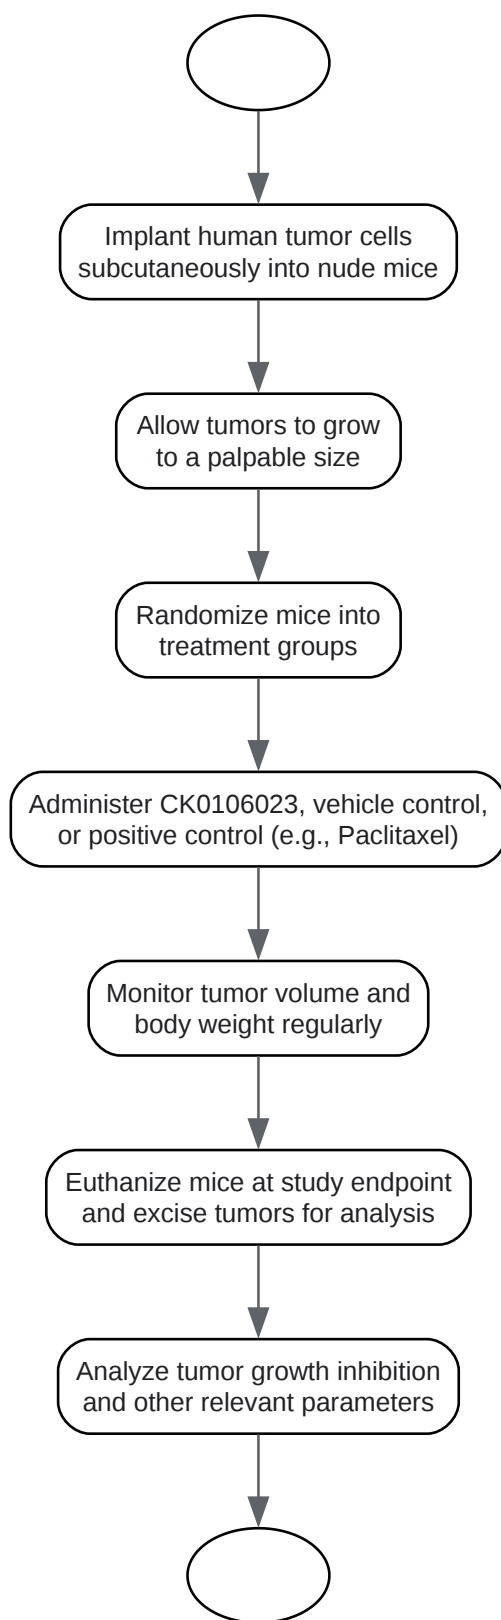 Implant human tumor cells
subcutaneously into nude mice
Allow tumors to grow
to a palpable size
Randomize mice into
treatment groups
Administer CK0106023, vehicle control,
or positive control (e.g., Paclitaxel)
Monitor tumor volume and
body weight regularly
Euthanize mice at study endpoint
and excise tumors for analysis
Analyze tumor growth inhibition
and other relevant parameters